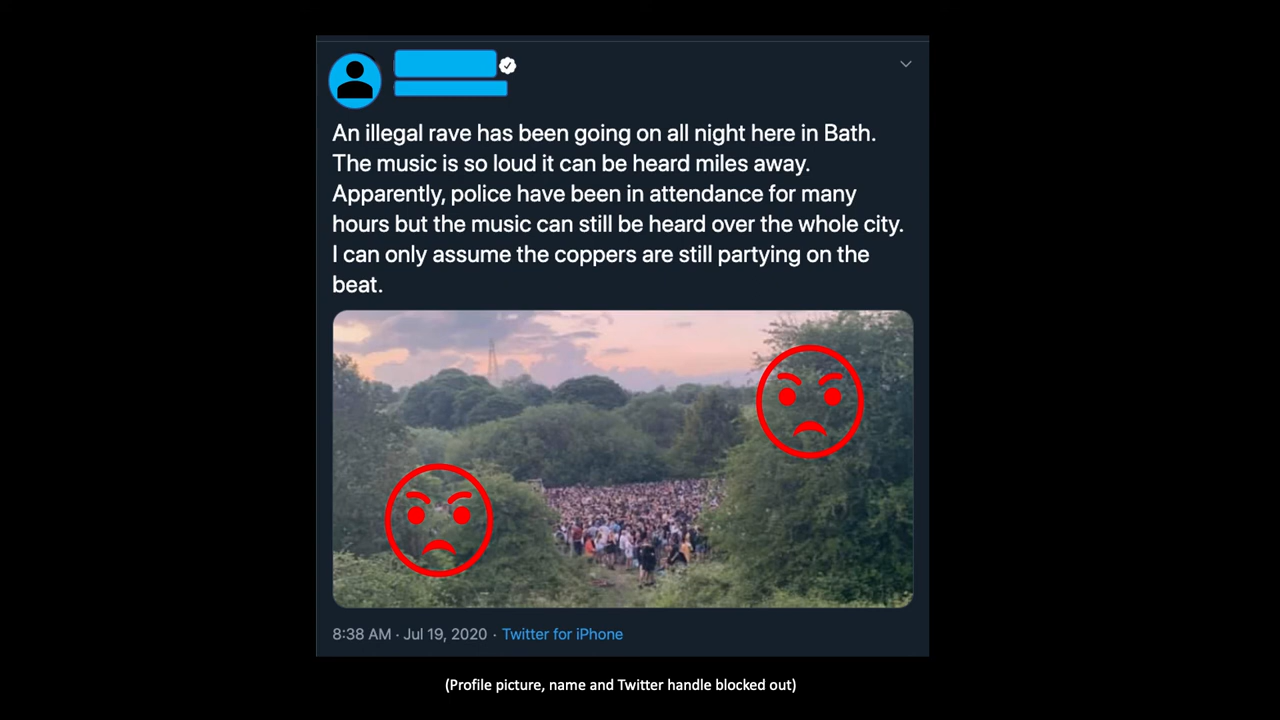 An illegal rave has been going on all night here in Bath.
The music is so loud it can be heard miles away.
Apparently, police have been in attendance for many
hours but the music can still be heard over the whole city.
I can only assume the coppers are still partying on the
beat.
8:38 AM · Jul 19, 2020 · Twitter for iPhone
(Profile picture, name and Twitter handle blocked out)